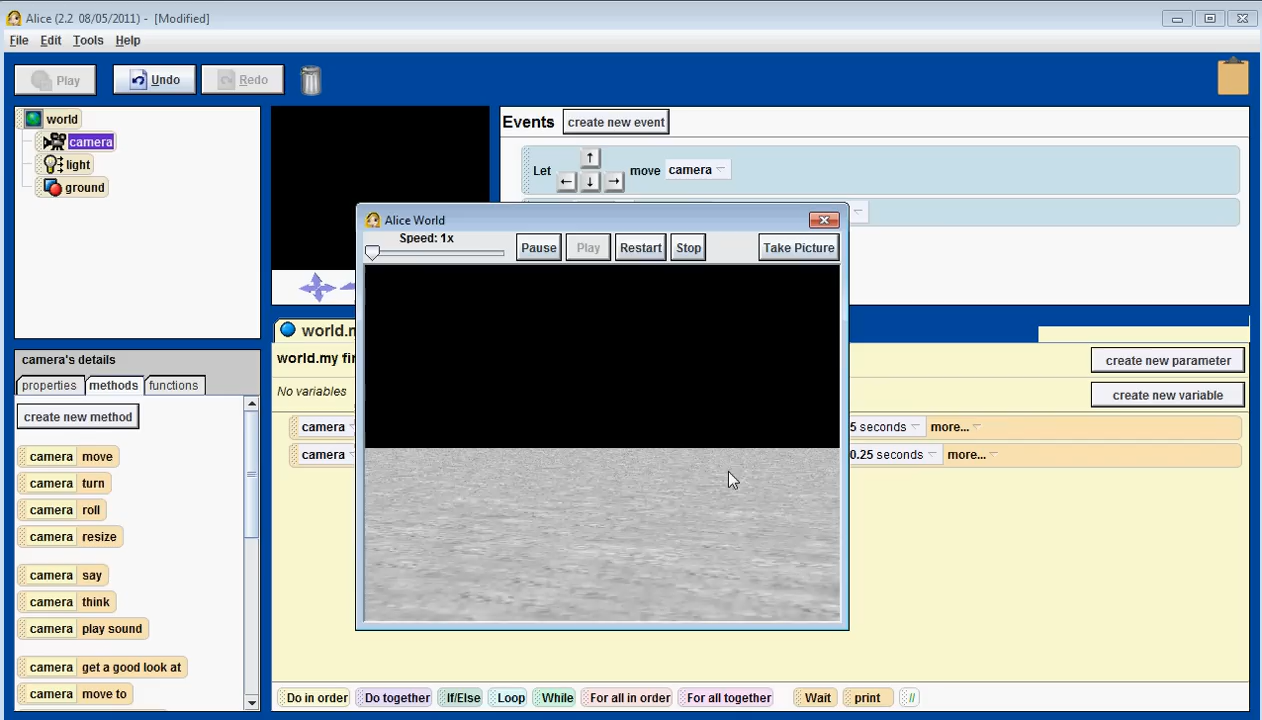 Alice (2.2 08/05/2011) - [Modified]
File Edit Tools Help
Play Undo Redo
world
camera
light
ground
Events create new event
Let move camera
Alice World
Speed: 1x
Pause Play Restart Stop Take Picture
camera's details
properties methods functions
create new method
camera move
camera turn
camera roll
camera resize
camera say
camera think
camera play sound
camera get a good look at
camera move to
world.m
world.my fir
create new parameter
No variables
create new variable
camera 5 seconds more...
camera 0.25 seconds more...
Do in order Do together If/Else Loop While For all in order For all together Wait print //